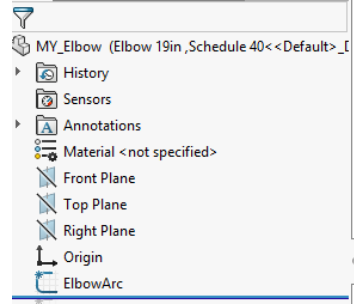 MY_Elbow (Elbow 19in ,Schedule 40<<Default>_D
History
Sensors
Annotations
Material <not specified>
Front Plane
Top Plane
Right Plane
Origin
ElbowArc